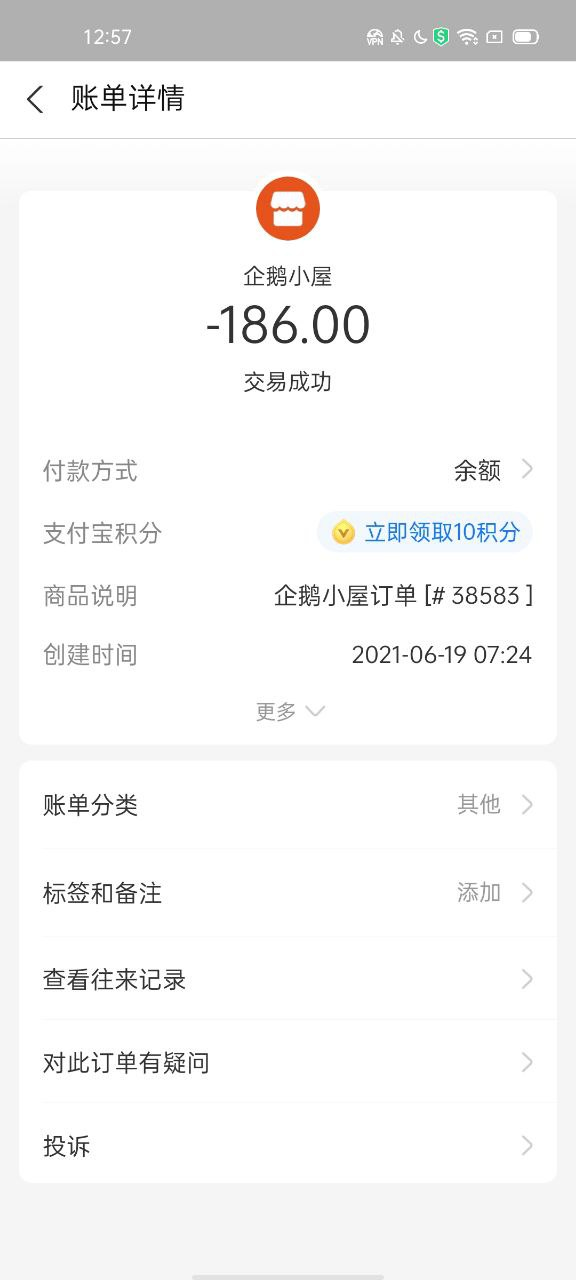 12:57
VPN
账单详情
企鹅小屋
-186.00
交易成功
付款方式 余额
支付宝积分 立即领取10积分
商品说明 企鹅小屋订单 [# 38583 ]
创建时间 2021-06-19 07:24
更多
账单分类 其他
标签和备注 添加
查看往来记录
对此订单有疑问
投诉